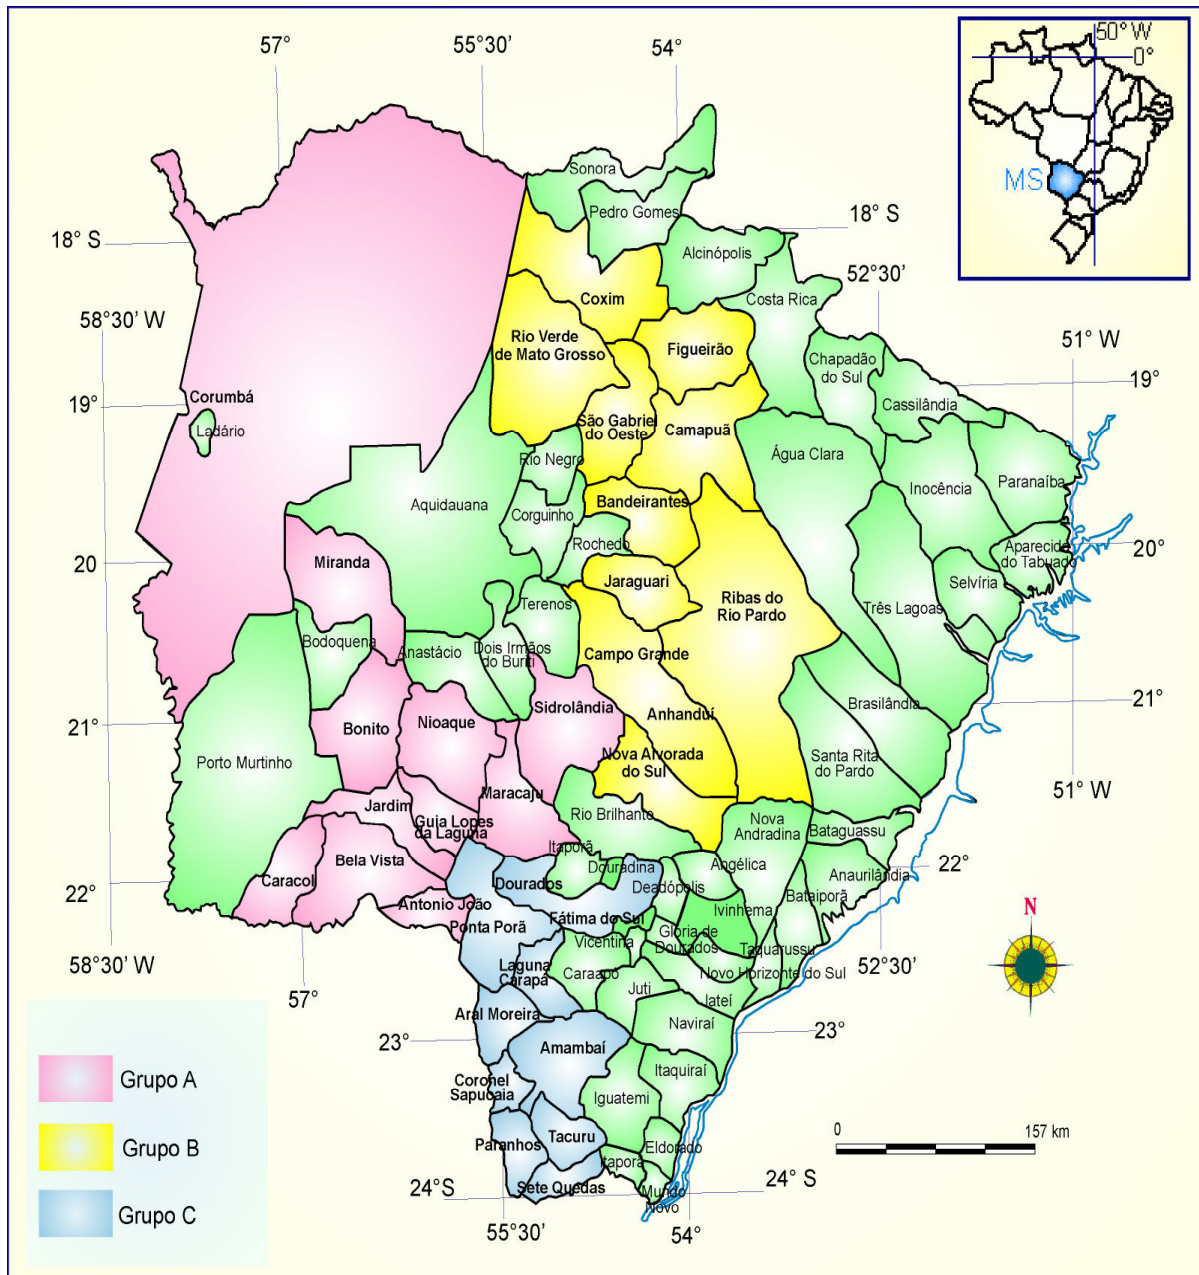 57°
55°30’
54°
50° W
0°
MS
18° S
18° S
52°30’
58°30’ W
51° W
19°
19°
20
20°
21°
21°
51° W
22°
22°
58°30’ W
57°
52°30’
23°
23°
24°S
24° S
55°30’
54°
Sonora
Pedro Gomes
Alcinópolis
Costa Rica
Coxim
Rio Verde
de Mato Grosso
Figueirão
Chapadão
do Sul
Cassilândia
Corumbá
Ladário
São Gabriel
do Oeste
Camapuã
Água Clara
Rio Negro
Inocência
Paranaíba
Aquidauana
Corguinho
Bandeirantes
Rochedo
Aparecida
do Tabuado
Miranda
Jaraguari
Ribas do
Rio Pardo
Selvíria
Três Lagoas
Terenos
Bodoquena
Anastácio
Dois Irmãos
do Buriti
Campo Grande
Sidrolândia
Brasilândia
Anhanduí
Bonito
Nioaque
Nova Alvorada
do Sul
Santa Rita
do Pardo
Porto Murtinho
Maracaju
Jardim
Guia Lopes
da Laguna
Rio Brilhante
Nova
Andradina
Bataguassu
Itaporã
Bela Vista
Caracol
Dourados
Douradina
Deadópolis
Angélica
Anaurilândia
Bataiporã
Antonio João
Fátima do Sul
Ivinhema
Ponta Porã
Vicentina
Glória de
Dourados
Taquarussu
Laguna
Carapã
Caraapó
Novo Horizonte do Sul
Juti
Jateí
Aral Moreira
Naviraí
Amambaí
Coronel
Sapucaia
Itaquiraí
Iguatemi
Paranhos
Tacuru
Eldorado
Itaporã
Sete Quedas
Mundo
Novo
N
0
157 km
Grupo A
Grupo B
Grupo C